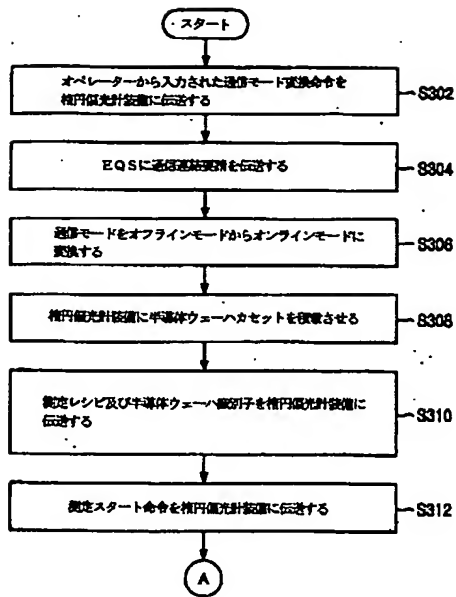 スタート
オペレーターから入力された通信モード変換命令を
楕円偏光計装備に伝送する
S302
EQSに通信連結要請を伝送する
S304
通信モードをオフラインモードからオンラインモードに
変換する
S306
楕円偏光計装備に半導体ウェーハカセットを積載させる
S308
測定レシピ及び半導体ウェーハ識別子を楕円偏光計装備に
伝送する
S310
測定スタート命令を楕円偏光計装備に伝送する
S312
A